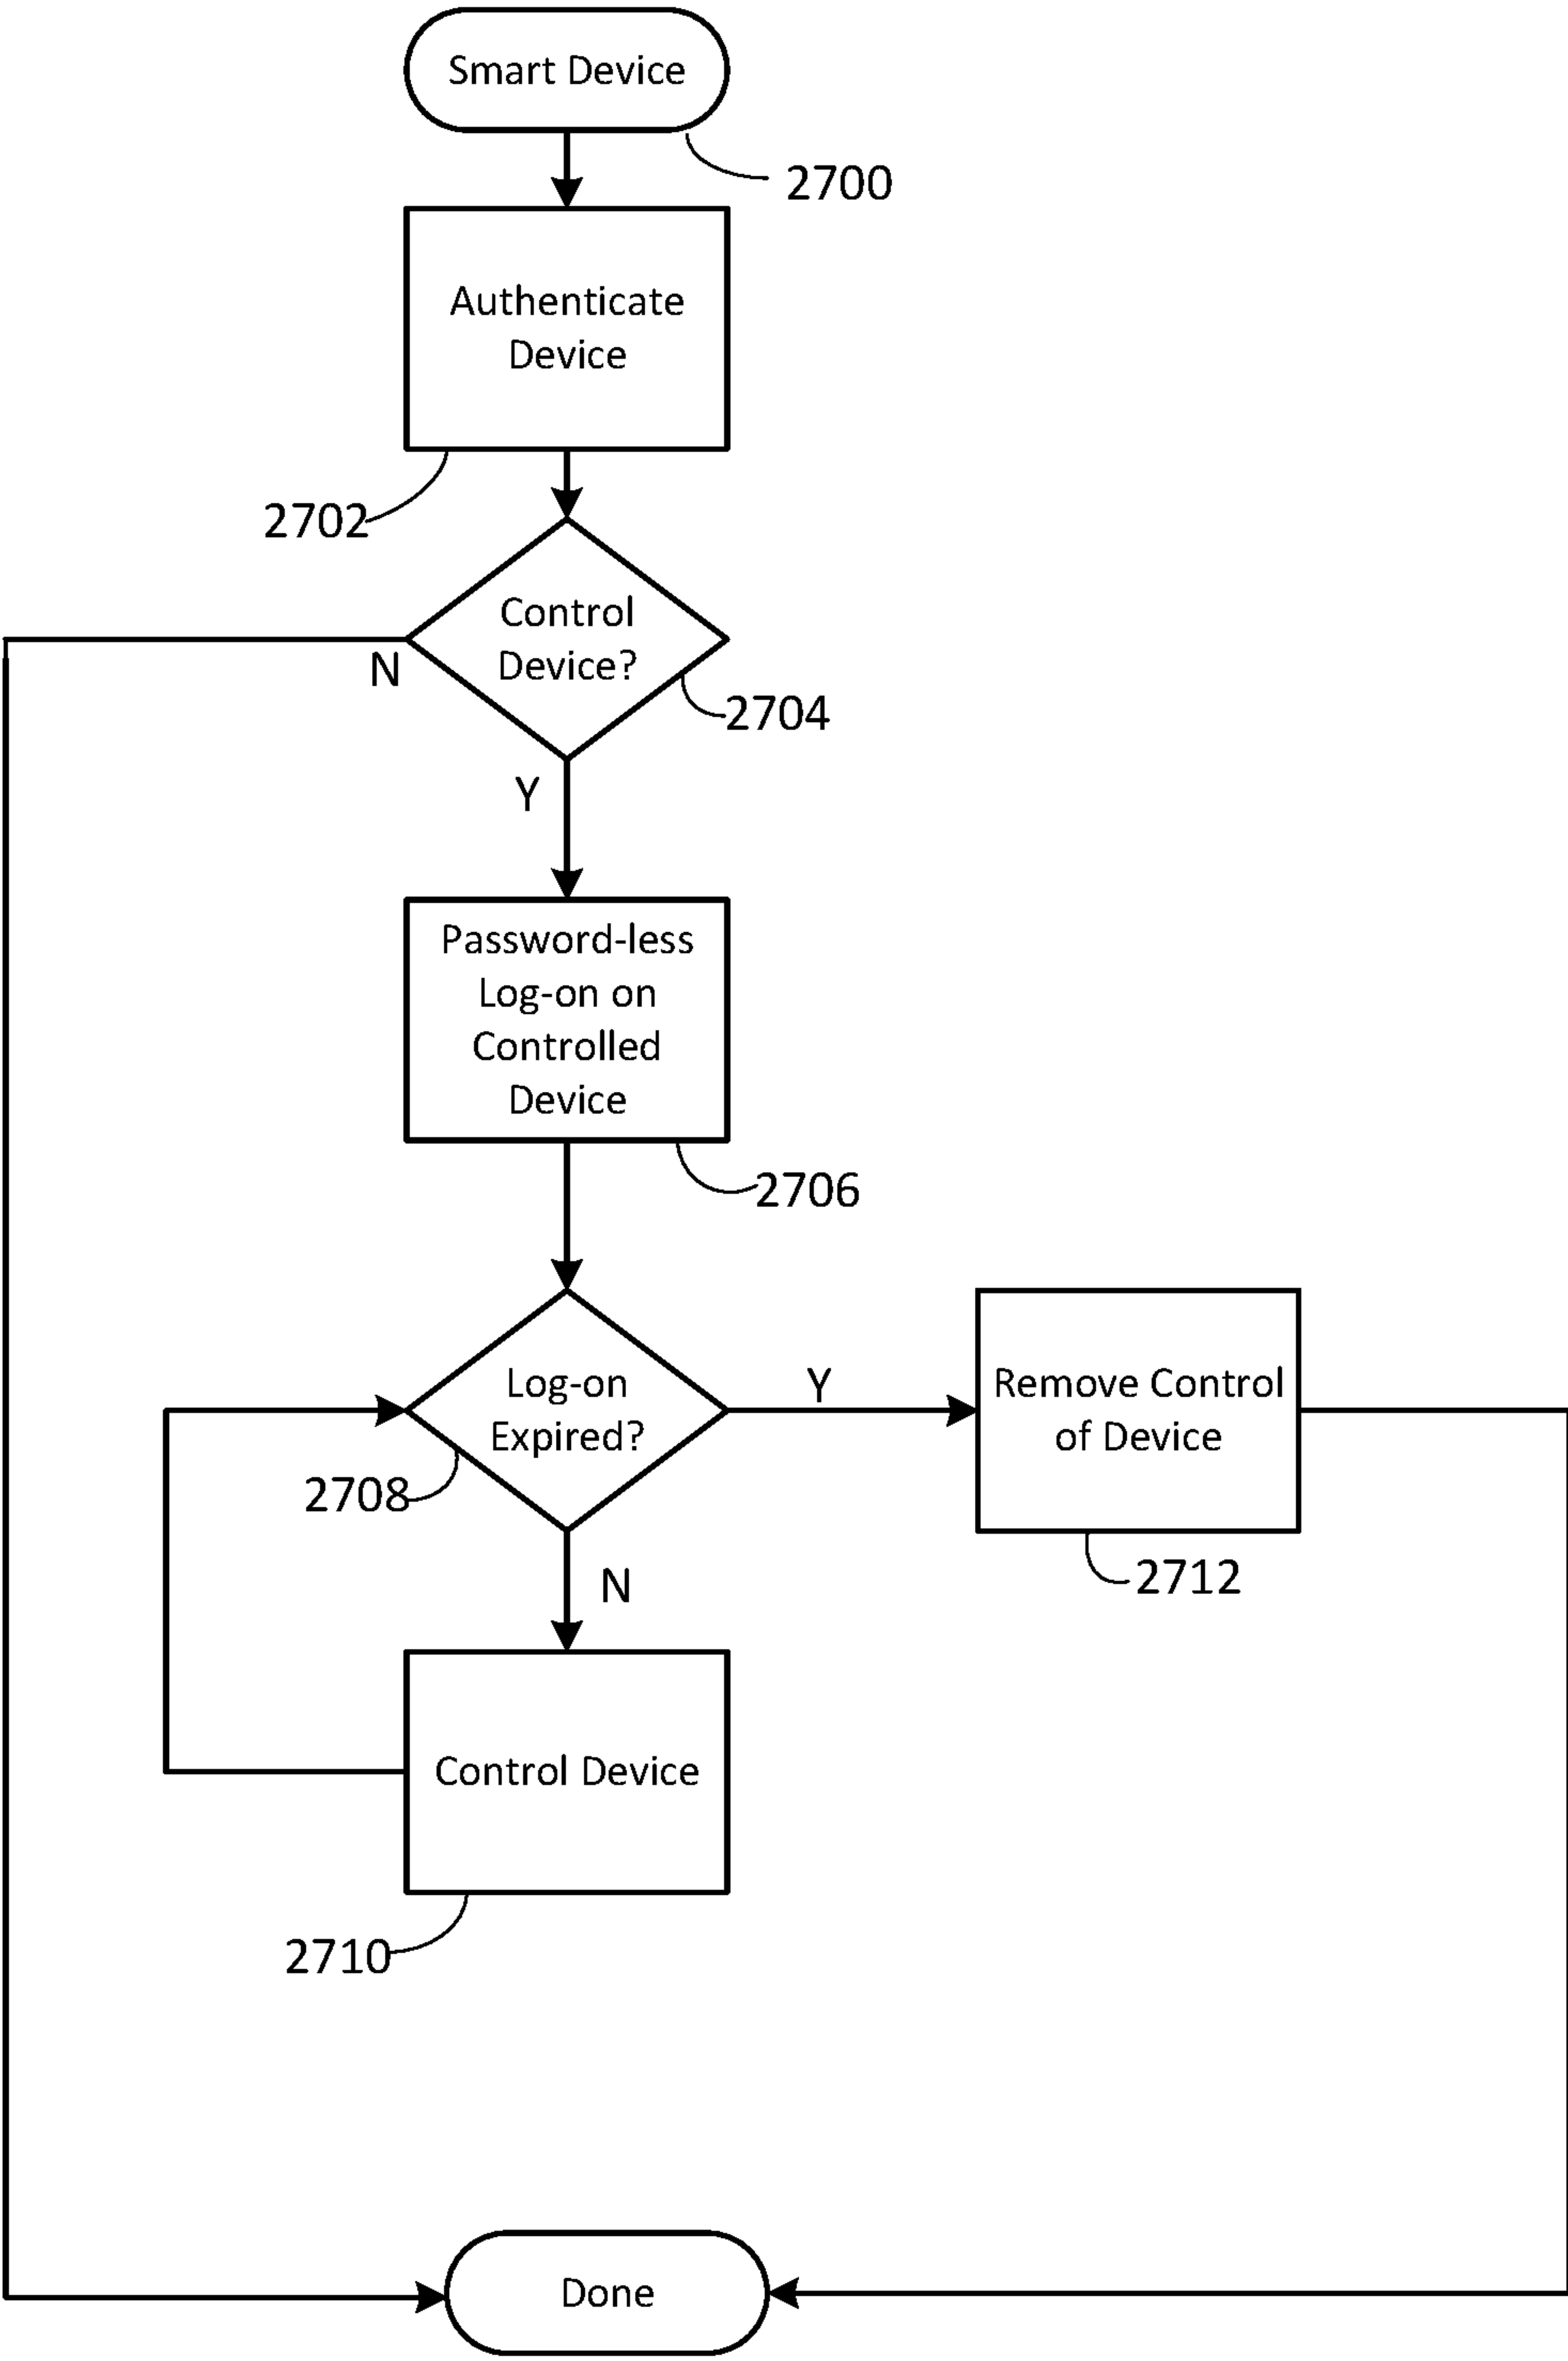 Smart Device
2700
Authenticate
Device
2702
Control
Device?
N
2704
Y
Password-less
Log-on on
Controlled
Device
2706
Log-on
Expired?
Y
Remove Control
of Device
2708
2712
N
Control Device
2710
Done